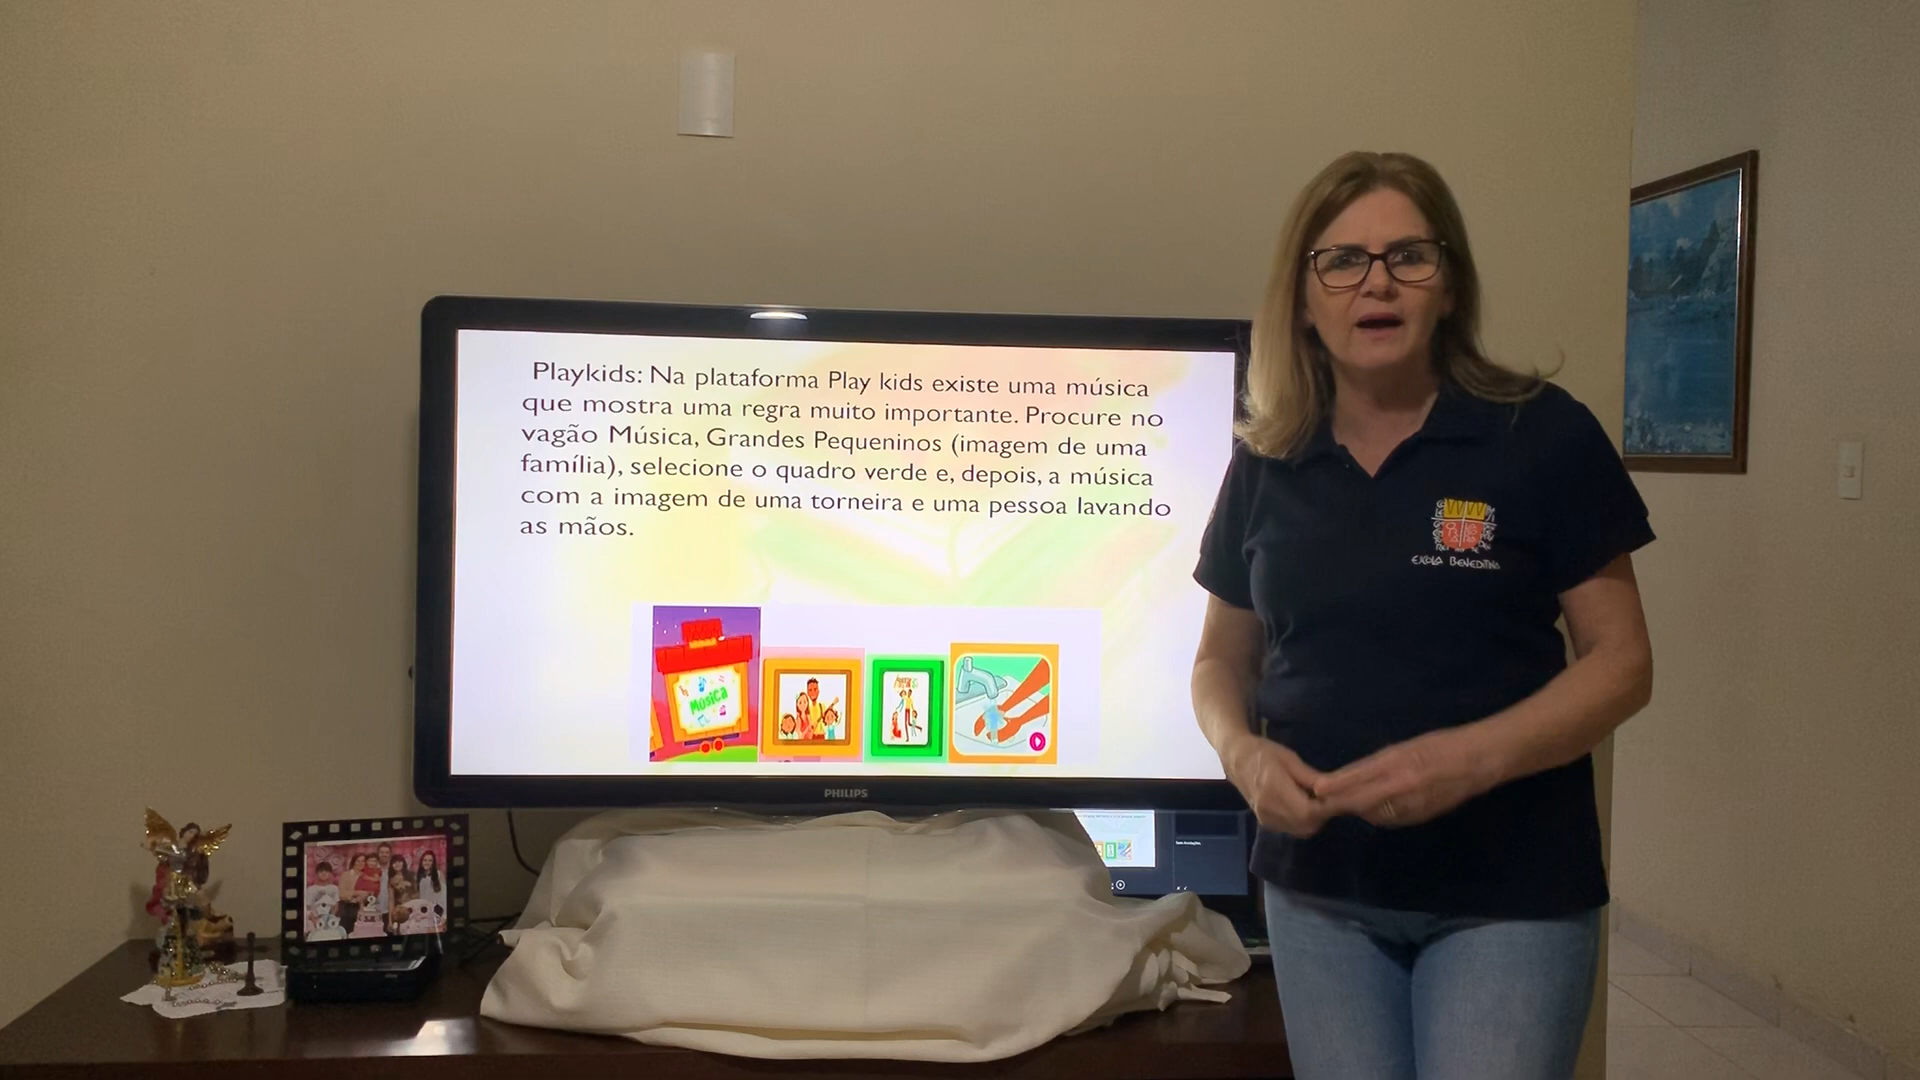 Playkids: Na plataforma Play kids existe uma música
que mostra uma regra muito importante. Procure no
vagão Música, Grandes Pequeninos (imagem de uma
família), selecione o quadro verde e, depois, a música
com a imagem de uma torneira e uma pessoa lavando
as mãos.
Música
PHILIPS
ESCOLA BENEDITINA